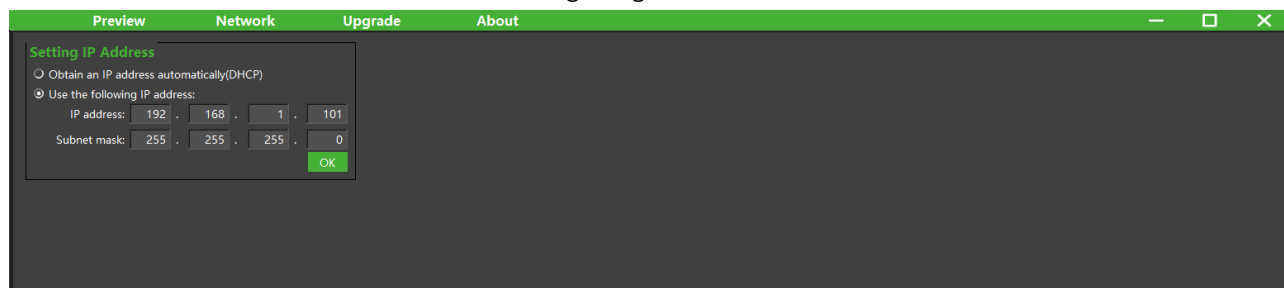 Preview Network Upgrade About
Setting IP Address
Obtain an IP address automatically(DHCP)
Use the following IP address:
IP address: 192 . 168 . 1 . 101
Subnet mask: 255 . 255 . 255 . 0
OK